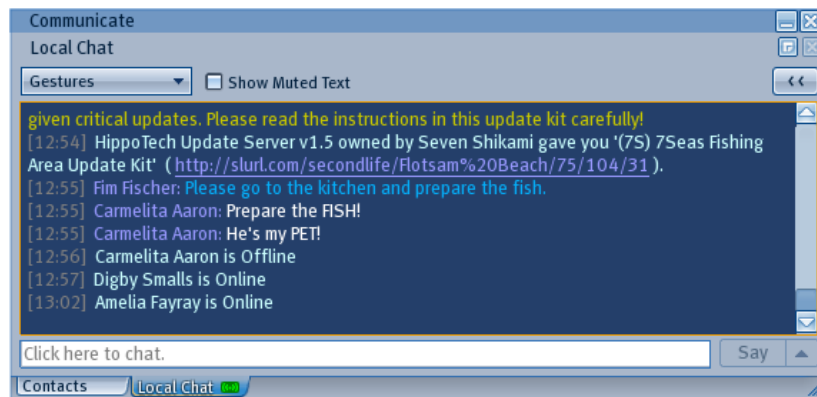 Communicate
Local Chat
Gestures
Show Muted Text
<<
given critical updates. Please read the instructions in this update kit carefully!
[12:54] HippoTech Update Server v1.5 owned by Seven Shikami gave you '(7S) 7Seas Fishing
Area Update Kit' ( http://slurl.com/secondlife/Flotsam%20Beach/75/104/31 ).
[12:55] Fim Fischer: Please go to the kitchen and prepare the fish.
[12:55] Carmelita Aaron: Prepare the FISH!
[12:55] Carmelita Aaron: He's my PET!
[12:56] Carmelita Aaron is Offline
[12:57] Digby Smalls is Online
[13:02] Amelia Fayray is Online
Click here to chat.
Say
Contacts
Local Chat